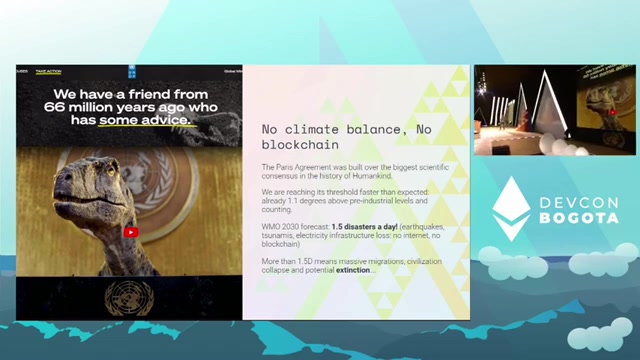 TAKE ACTION
We have a friend from
66 million years ago who
has some advice.
No climate balance, No
blockchain
The Paris Agreement was built over the biggest scientific
consensus in the history of Humankind.
We are reaching its threshold faster than expected:
already 1.1 degrees above pre-industrial levels and
counting.
WMO 2030 forecast: 1.5 disasters a day! (earthquakes,
tsunamis, electricity infrastructure loss: no internet, no
blockchain)
More than 1.5D means massive migrations, civilization
collapse and potential extinction...
DEVCON
BOGOTA